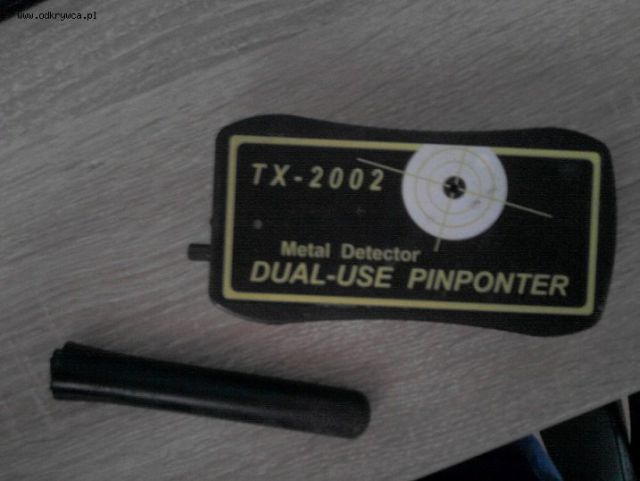 www.odkrywca.pl
TX-2002
Metal Detector
DUAL-USE PINPONTER